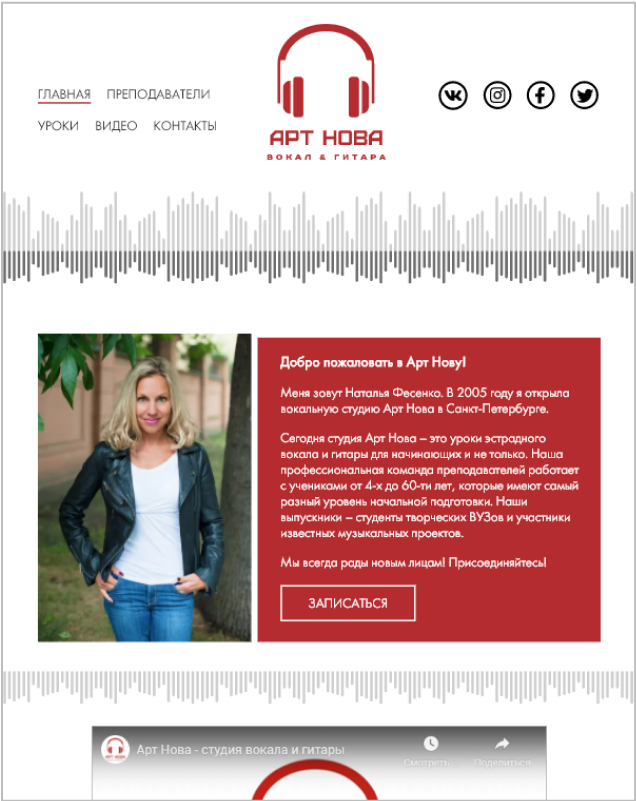 ГЛАВНАЯ ПРЕПОДАВАТЕЛИ
УРОКИ ВИДЕО КОНТАКТЫ
АРТ НОВА
ВОКАЛ & ГИТАРА
Добро пожаловать в Арт Нову!
Меня зовут Наталья Фесенко. В 2005 году я открыла
вокальную студию Арт Нова в Санкт-Петербурге.
Сегодня студия Арт Нова – это уроки эстрадного
вокала и гитары для начинающих и не только. Наша
профессиональная команда преподавателей работает
с учениками от 4-х до 60-ти лет, которые имеют самый
разный уровень начальной подготовки. Наши
выпускники – студенты творческих ВУЗов и участники
известных музыкальных проектов.
Мы всегда рады новым лицам! Присоединяйтесь!
ЗАПИСАТЬСЯ
Арт Нова - студия вокала и гитары
Смотреть Поделиться